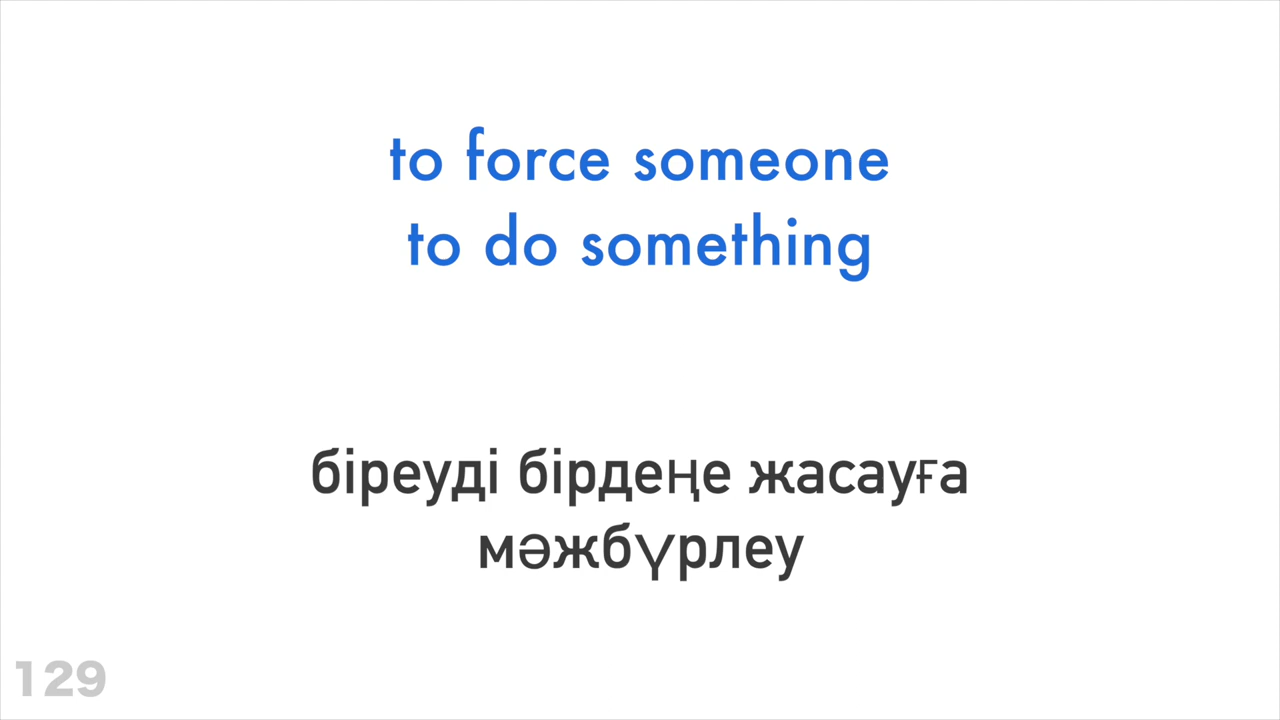 to force someone
to do something
біреуді бірдеңе жасауға
мәжбүрлеу
129